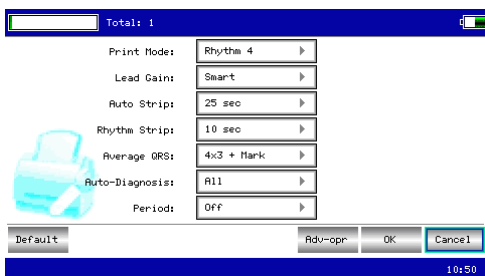 Total: 1
Print Mode: Rhythm 4
Lead Gain: Smart
Auto Strip: 25 sec
Rhythm Strip: 10 sec
Average QRS: 4x3 + Mark
Auto-Diagnosis: All
Period: Off
Default Adv-opr OK Cancel
10:50